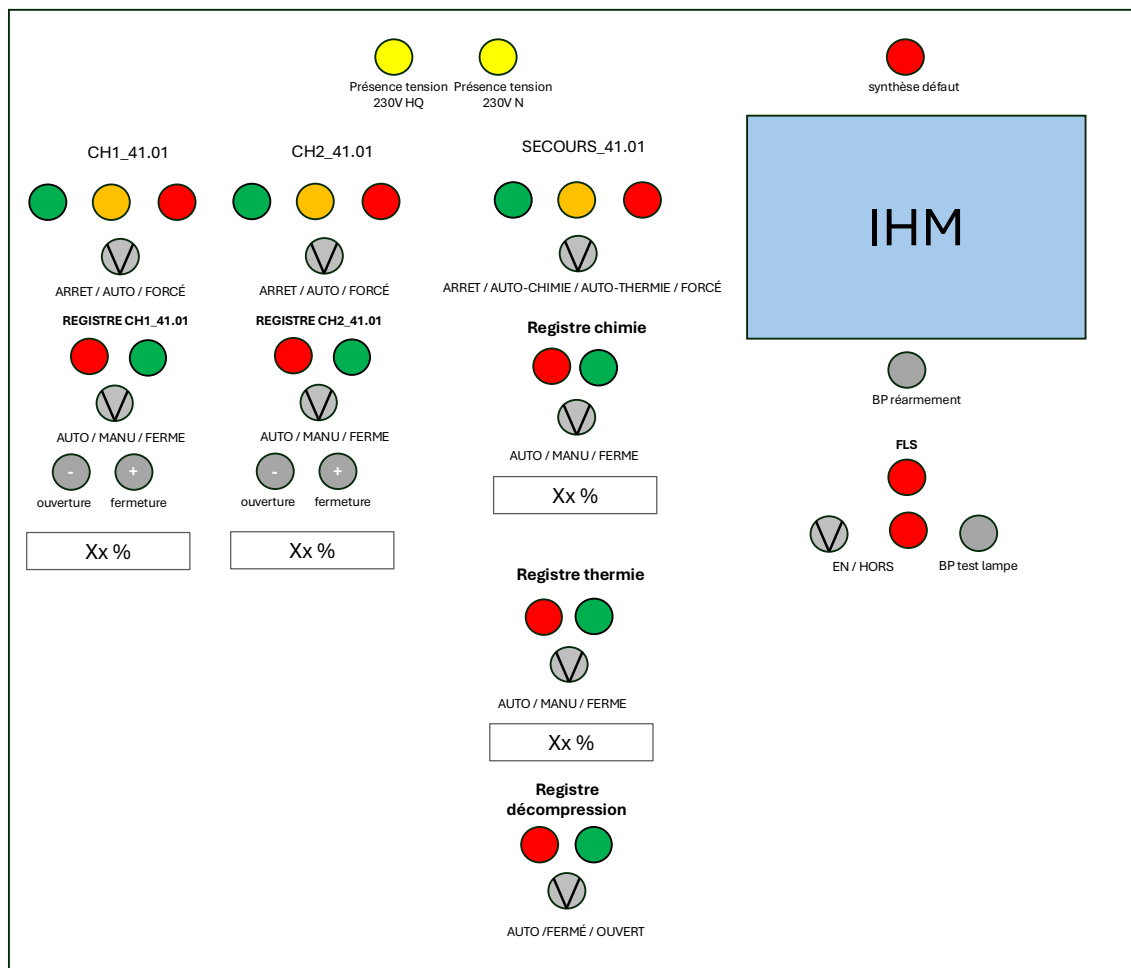 Présence tension
230V HQ
Présence tension
230V N
synthèse défaut
CH1_41.01
CH2_41.01
SECOURS_41.01
IHM
ARRET / AUTO / FORCÉ
ARRET / AUTO / FORCÉ
ARRET / AUTO-CHIMIE / AUTO-THERMIE / FORCÉ
REGISTRE CH1_41.01
REGISTRE CH2_41.01
Registre chimie
BP réarmement
AUTO / MANU / FERME
AUTO / MANU / FERME
AUTO / MANU / FERME
FLS
-
+
-
+
ouverture
fermeture
ouverture
fermeture
Xx %
Xx %
Xx %
EN / HORS
BP test lampe
Registre thermie
AUTO / MANU / FERME
Xx %
Registre
décompression
AUTO /FERMÉ / OUVERT